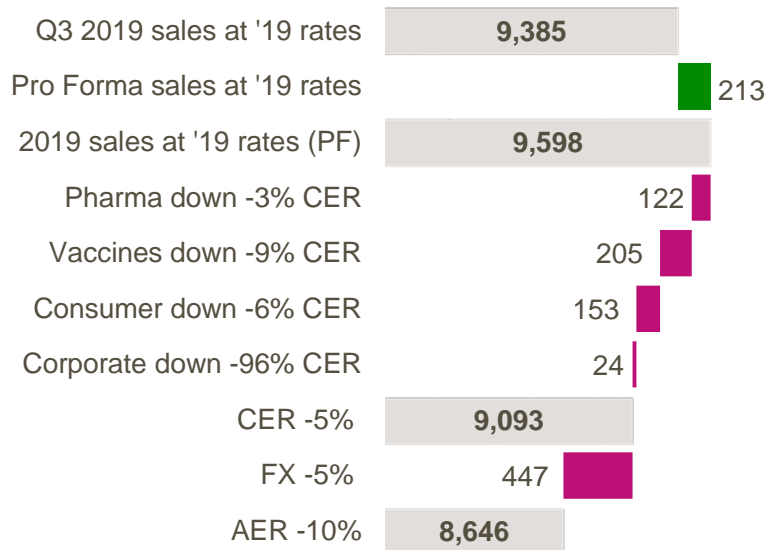 Q3 2019 sales at '19 rates 9,385
Pro Forma sales at '19 rates 213
2019 sales at '19 rates (PF) 9,598
Pharma down -3% CER 122
Vaccines down -9% CER 205
Consumer down -6% CER 153
Corporate down -96% CER 24
CER -5% 9,093
FX -5% 447
AER -10% 8,646